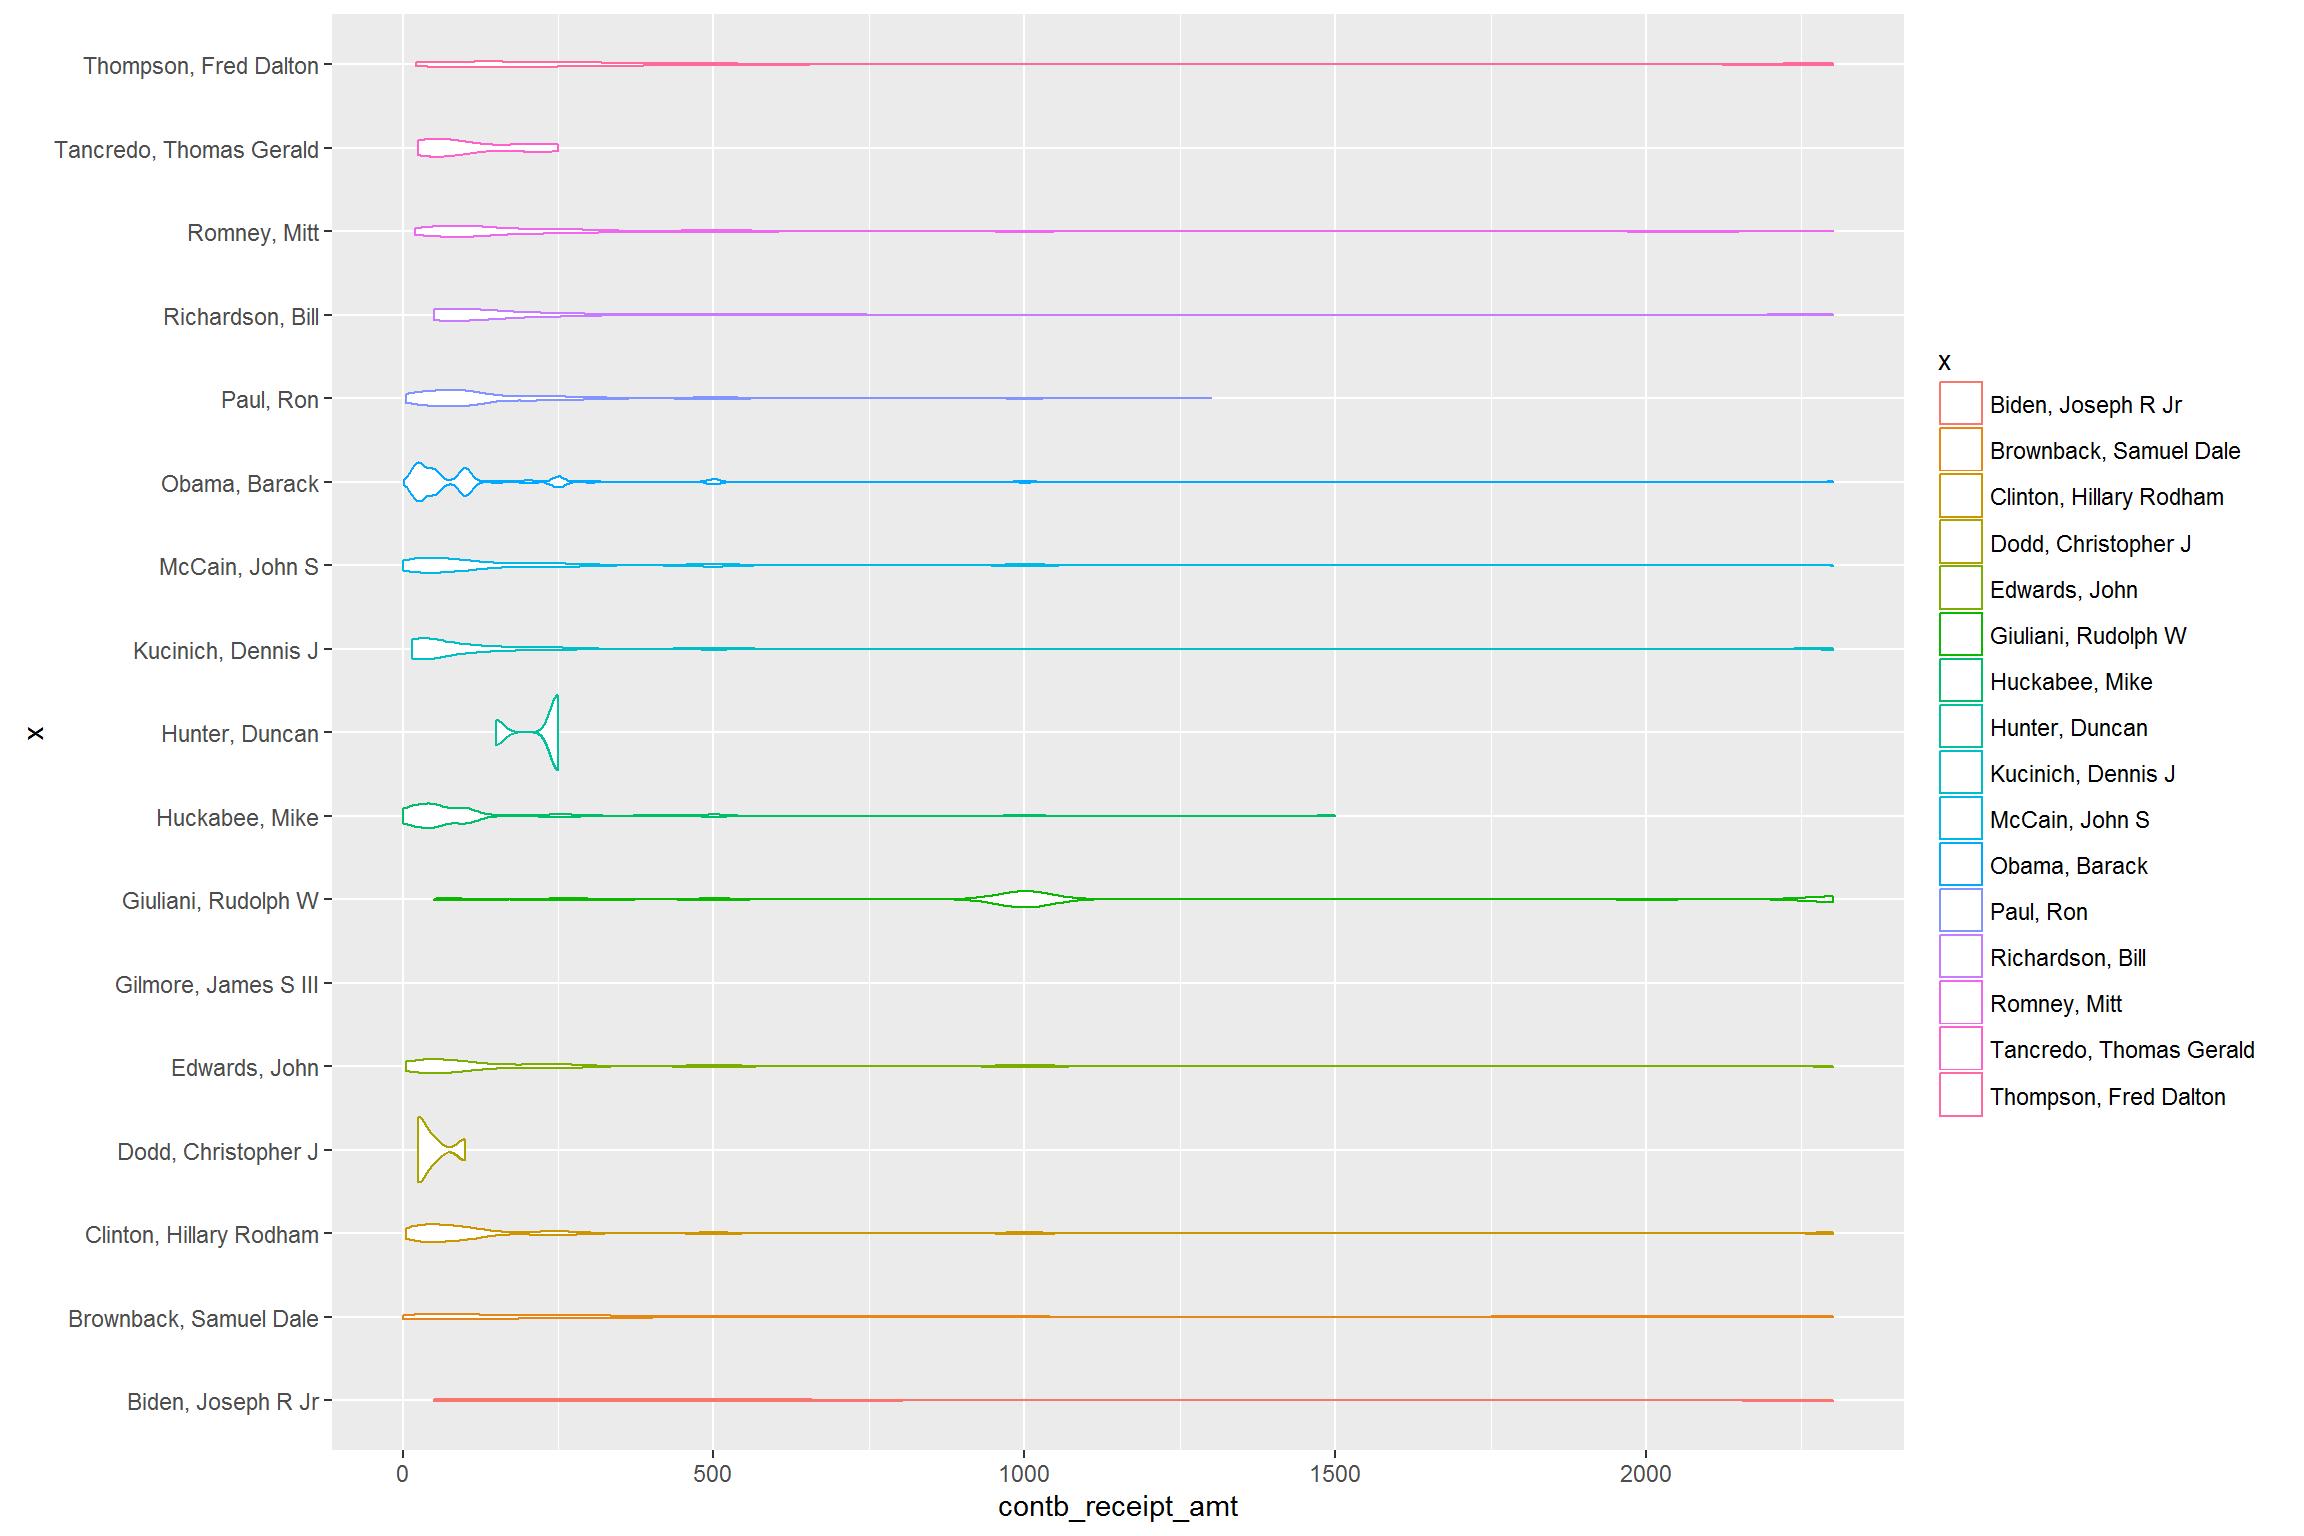 Thompson, Fred Dalton
Tancredo, Thomas Gerald
Romney, Mitt
Richardson, Bill
Paul, Ron
Obama, Barack
McCain, John S
Kucinich, Dennis J
Hunter, Duncan
Huckabee, Mike
Giuliani, Rudolph W
Gilmore, James S III
Edwards, John
Dodd, Christopher J
Clinton, Hillary Rodham
Brownback, Samuel Dale
Biden, Joseph R Jr
x
0 500 1000 1500 2000
contb_receipt_amt
x
Biden, Joseph R Jr
Brownback, Samuel Dale
Clinton, Hillary Rodham
Dodd, Christopher J
Edwards, John
Giuliani, Rudolph W
Huckabee, Mike
Hunter, Duncan
Kucinich, Dennis J
McCain, John S
Obama, Barack
Paul, Ron
Richardson, Bill
Romney, Mitt
Tancredo, Thomas Gerald
Thompson, Fred Dalton